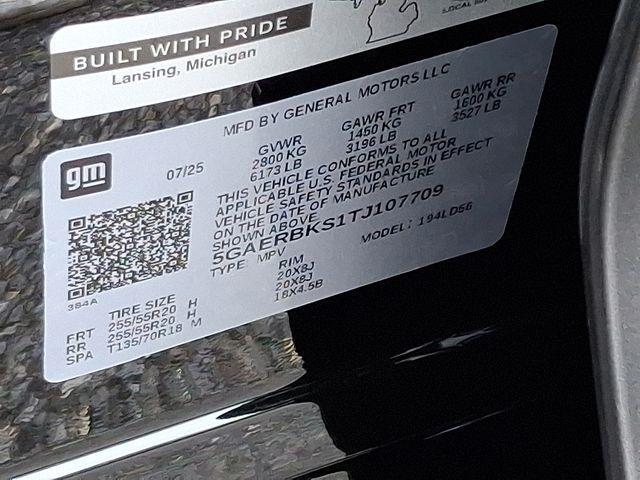 BUILT WITH PRIDE
Lansing, Michigan
gm
07/25
MFD BY GENERAL MOTORS LLC
GVWR GAWR FRT GAWR RR
2800 KG 1450 KG 1600 KG
6173 LB 3196 LB 3527 LB
THIS VEHICLE CONFORMS TO ALL
APPLICABLE U.S. FEDERAL MOTOR
VEHICLE SAFETY STANDARDS IN EFFECT
ON THE DATE OF MANUFACTURE
SHOWN ABOVE
5GAERBKS1TJ107709
TYPE: MPV MODEL: 194LD56
384A
TIRE SIZE RIM
FRT 255/55R20 H 20X8J
RR 255/55R20 H 20X8J
SPA T135/70R18 M 18X4.5B